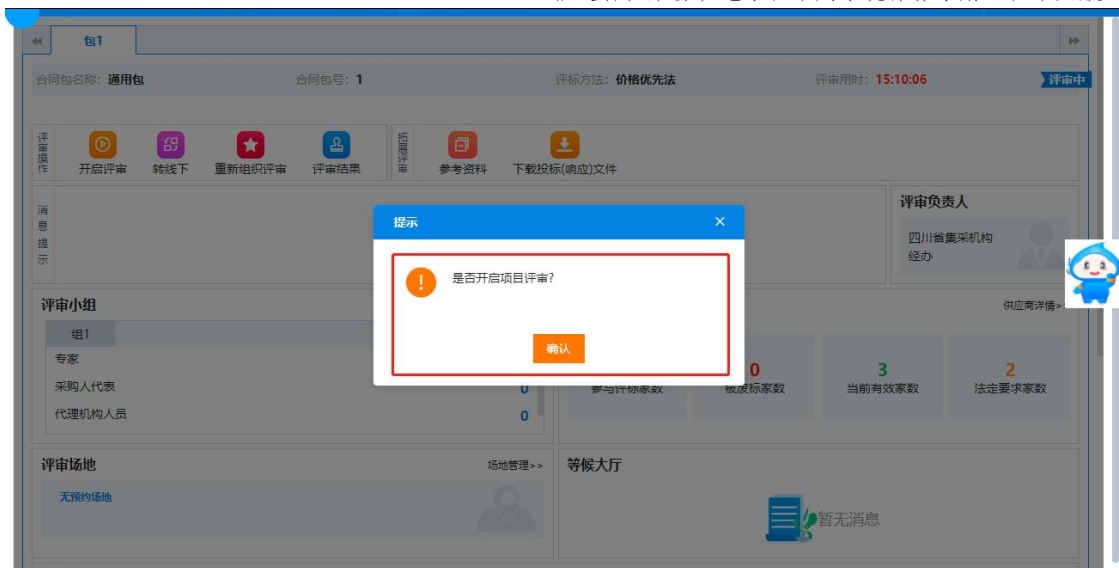 包1
合同包名称：通用包 合同包号：1 评标方法：价格优先法 评审用时：15:10:06 评审中
评审操作 开启评审 转线下 重新组织评审 评审结果 拓展评审 参考资料 下载投标(响应)文件
消息提示
评审负责人
四川省集采机构
经办
提示
是否开启项目评审?
确认
评审小组
供应商详情>
组1
专家
采购人代表 0
代理机构人员 0
参与评标家数
0
被废标家数
3
当前有效家数
2
法定要求家数
评审场地 场地管理>>
无预约场地
等候大厅
暂无消息